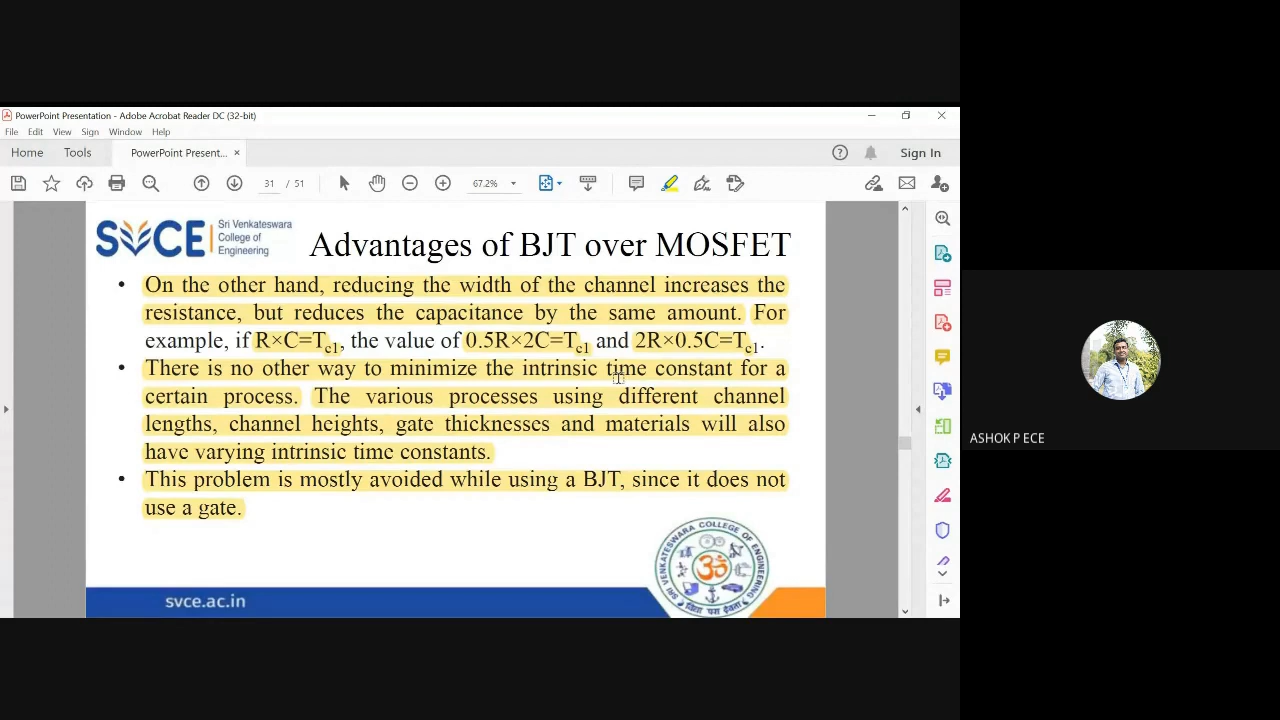 PowerPoint Presentation - Adobe Acrobat Reader DC (32-bit)
File Edit View Sign Window Help
Home Tools PowerPoint Present... × Sign In
31 / 51 67.2%
SVCE Sri Venkateswara
College of
Engineering
Advantages of BJT over MOSFET
• On the other hand, reducing the width of the channel increases the
resistance, but reduces the capacitance by the same amount. For
example, if R×C=Tc1, the value of 0.5R×2C=Tc1 and 2R×0.5C=Tc1.
• There is no other way to minimize the intrinsic time constant for a
certain process. The various processes using different channel
lengths, channel heights, gate thicknesses and materials will also
have varying intrinsic time constants.
• This problem is mostly avoided while using a BJT, since it does not
use a gate.
SRI VENKATESWARA COLLEGE OF ENGINEERING
ॐ
svce.ac.in
ASHOK P ECE